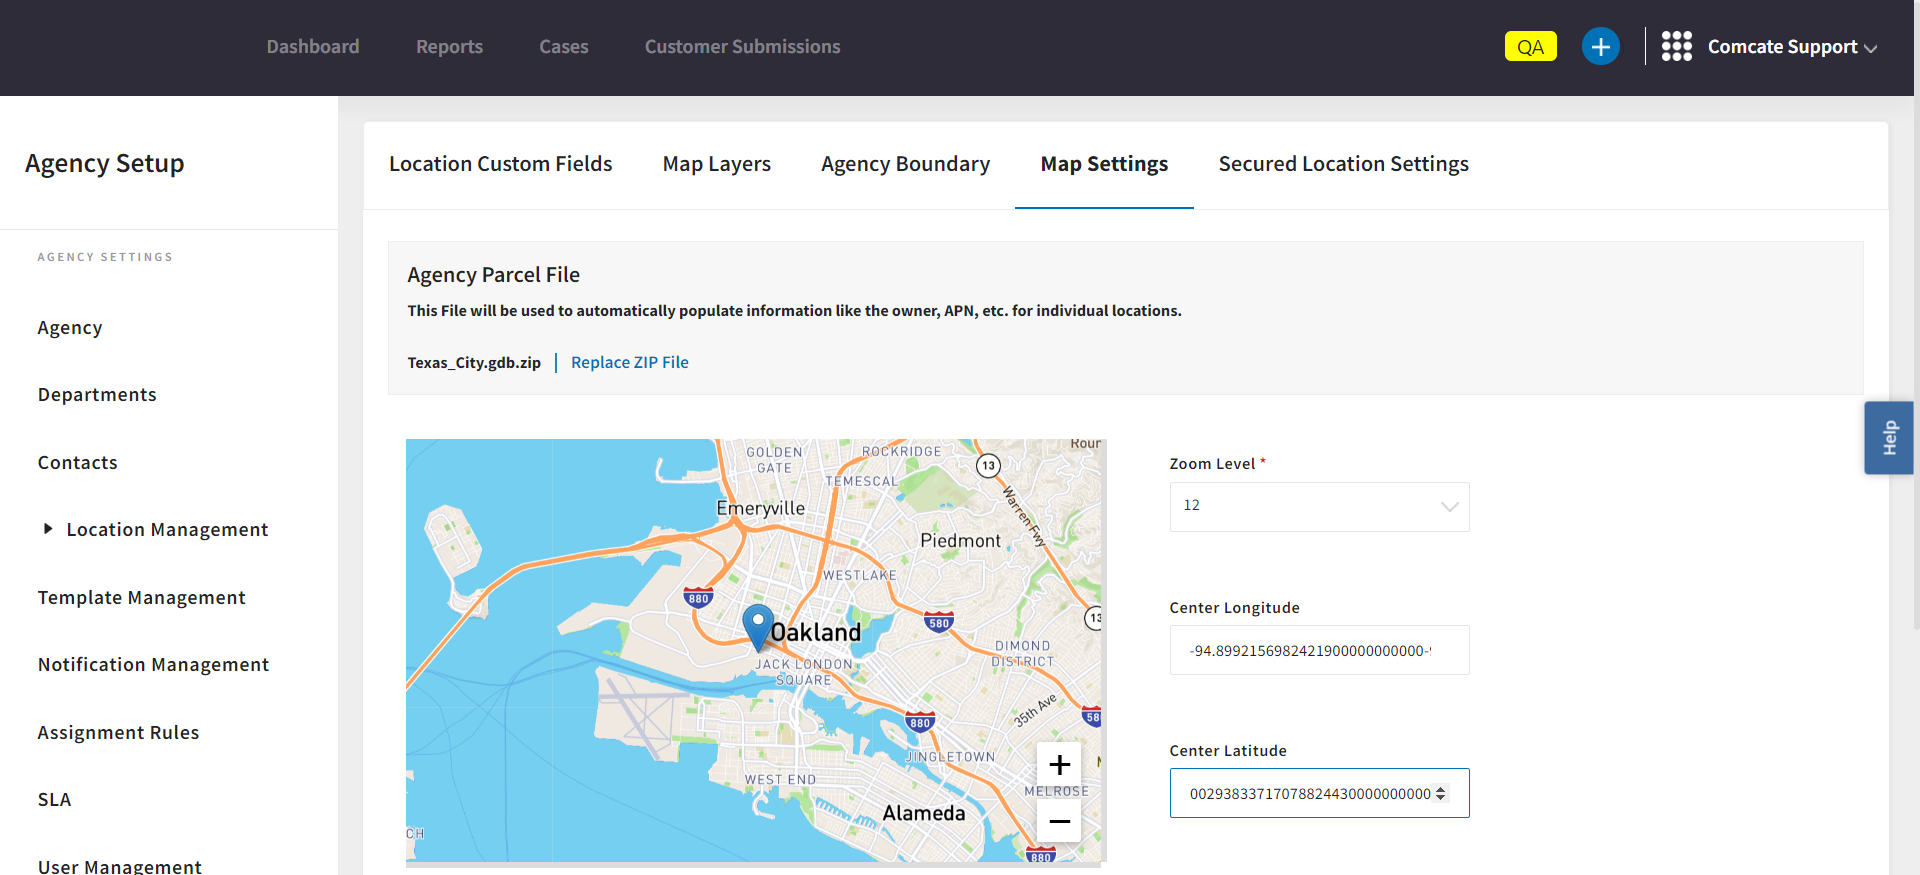 Dashboard Reports Cases Customer Submissions QA Comcate Support
Agency Setup
AGENCY SETTINGS
Agency
Departments
Contacts
Location Management
Template Management
Notification Management
Assignment Rules
SLA
User Management
Location Custom Fields Map Layers Agency Boundary Map Settings Secured Location Settings
Agency Parcel File
This File will be used to automatically populate information like the owner, APN, etc. for individual locations.
Texas_City.gdb.zip Replace ZIP File
GOLDEN
GATE
ROCKRIDGE
13
TEMESCAL
Emeryville
Warren Fwy
Piedmont
WESTLAKE
880
Oakland
580
13
JACK LONDON
SQUARE
DIMOND
DISTRICT
35th Ave
880
58
JINGLETOWN
WEST END
MELROSE
Alameda
CH
880
+
−
Zoom Level *
12
Center Longitude
-94.8992156982421900000000000-
Center Latitude
00293833717078824430000000000
Help